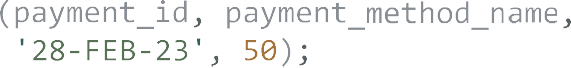 (payment_id, payment_method_name,
'28-FEB-23', 50);